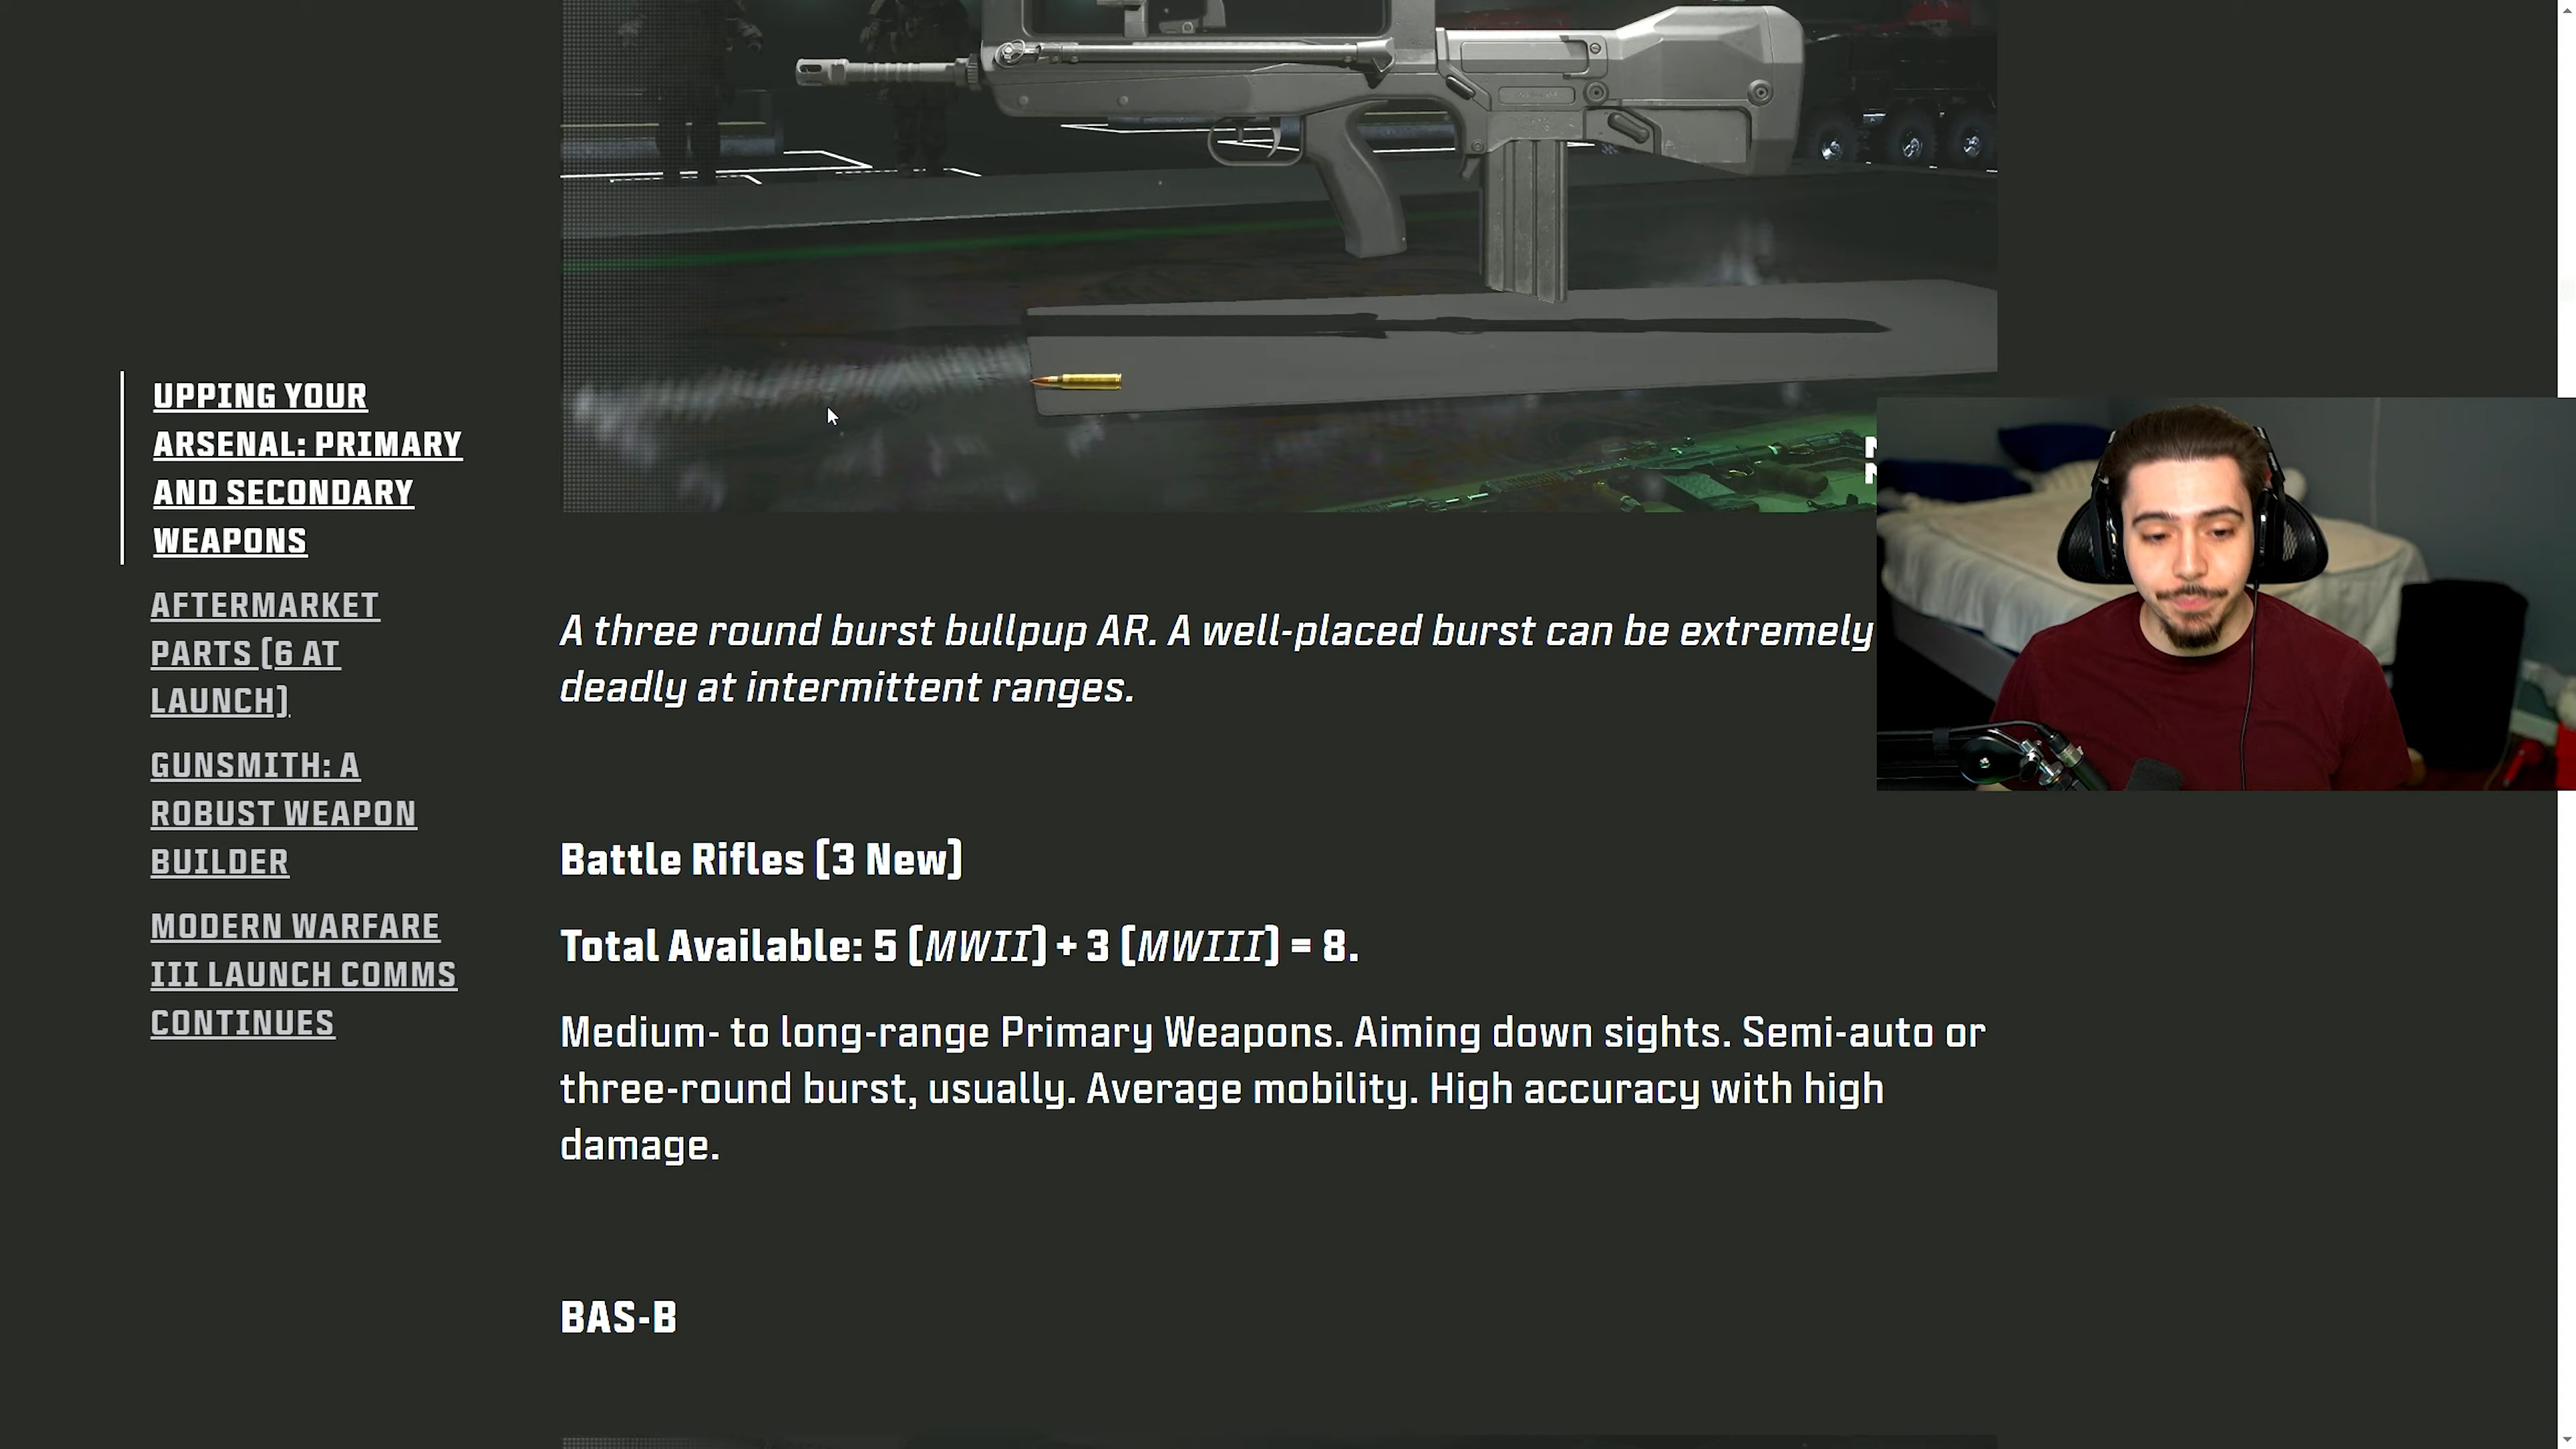 UPPING YOUR
ARSENAL: PRIMARY
AND SECONDARY
WEAPONS
AFTERMARKET
PARTS (6 AT
LAUNCH)
GUNSMITH: A
ROBUST WEAPON
BUILDER
MODERN WARFARE
III LAUNCH COMMS
CONTINUES
A three round burst bullpup AR. A well-placed burst can be extremely
deadly at intermittent ranges.
Battle Rifles (3 New)
Total Available: 5 (MWII) + 3 (MWIII) = 8.
Medium- to long-range Primary Weapons. Aiming down sights. Semi-auto or
three-round burst, usually. Average mobility. High accuracy with high
damage.
BAS-B